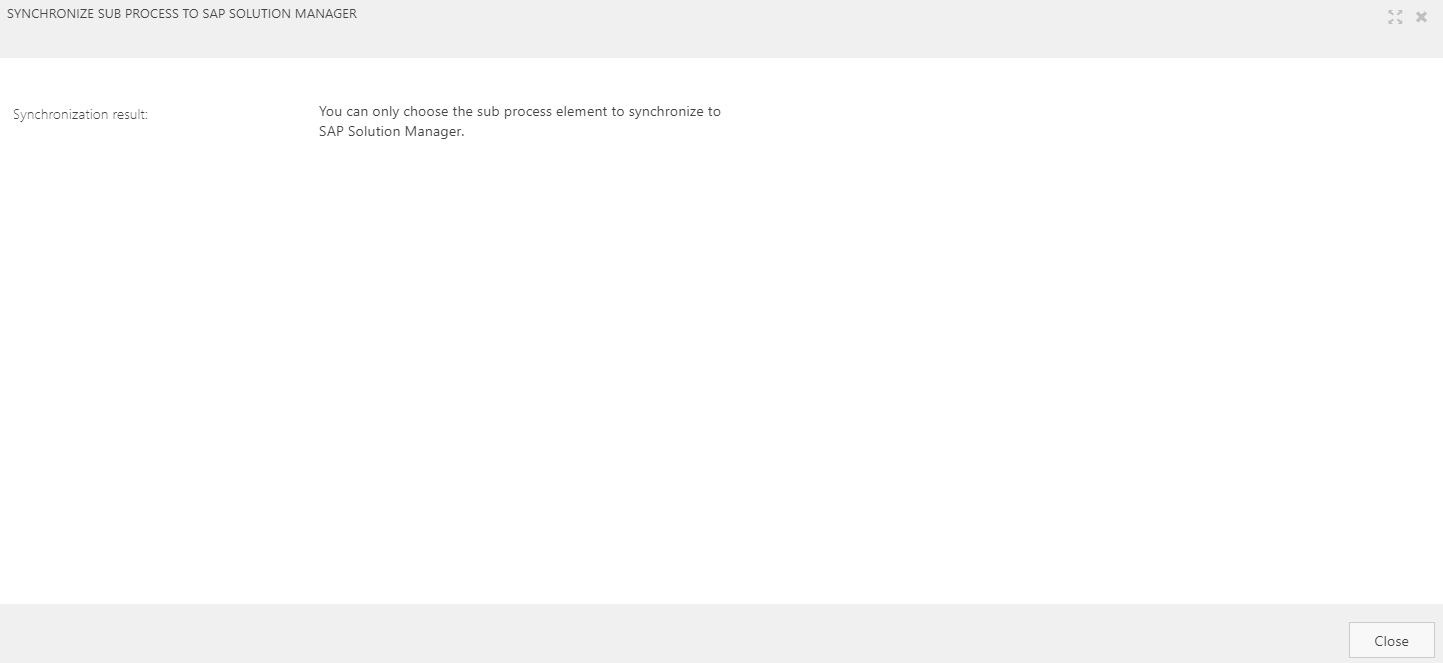 SYNCHRONIZE SUB PROCESS TO SAP SOLUTION MANAGER
Synchronization result:
You can only choose the sub process element to synchronize to
SAP Solution Manager.
Close